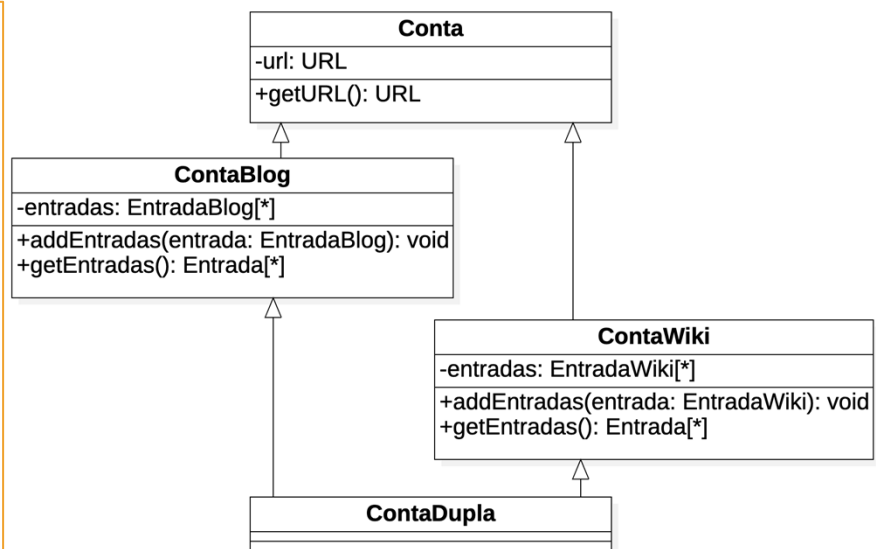 Conta
-url: URL
+getURL(): URL
ContaBlog
-entradas: EntradaBlog[*]
+addEntradas(entrada: EntradaBlog): void
+getEntradas(): Entrada[*]
ContaWiki
-entradas: EntradaWiki[*]
+addEntradas(entrada: EntradaWiki): void
+getEntradas(): Entrada[*]
ContaDupla